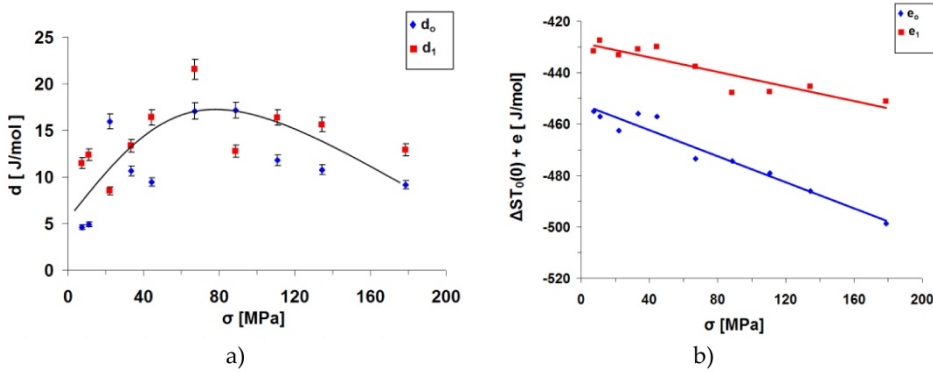 25
20
15
10
5
0
d [ J/mol]
0
40
80
120
160
200
σ [MPa]
d₀
d₁
a)
-420
-440
-460
-480
-500
-520
ΔST₀(0) + e [ J/mol]
0
40
80
120
160
200
σ [MPa]
e₀
e₁
b)